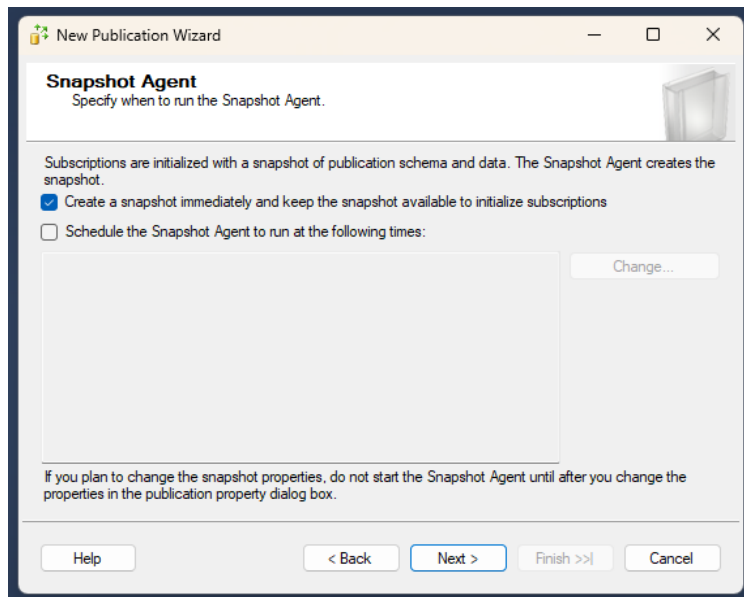 New Publication Wizard
Snapshot Agent
Specify when to run the Snapshot Agent.
Subscriptions are initialized with a snapshot of publication schema and data. The Snapshot Agent creates the
snapshot.
Create a snapshot immediately and keep the snapshot available to initialize subscriptions
Schedule the Snapshot Agent to run at the following times:
Change...
If you plan to change the snapshot properties, do not start the Snapshot Agent until after you change the
properties in the publication property dialog box.
Help
< Back
Next >
Finish >>|
Cancel